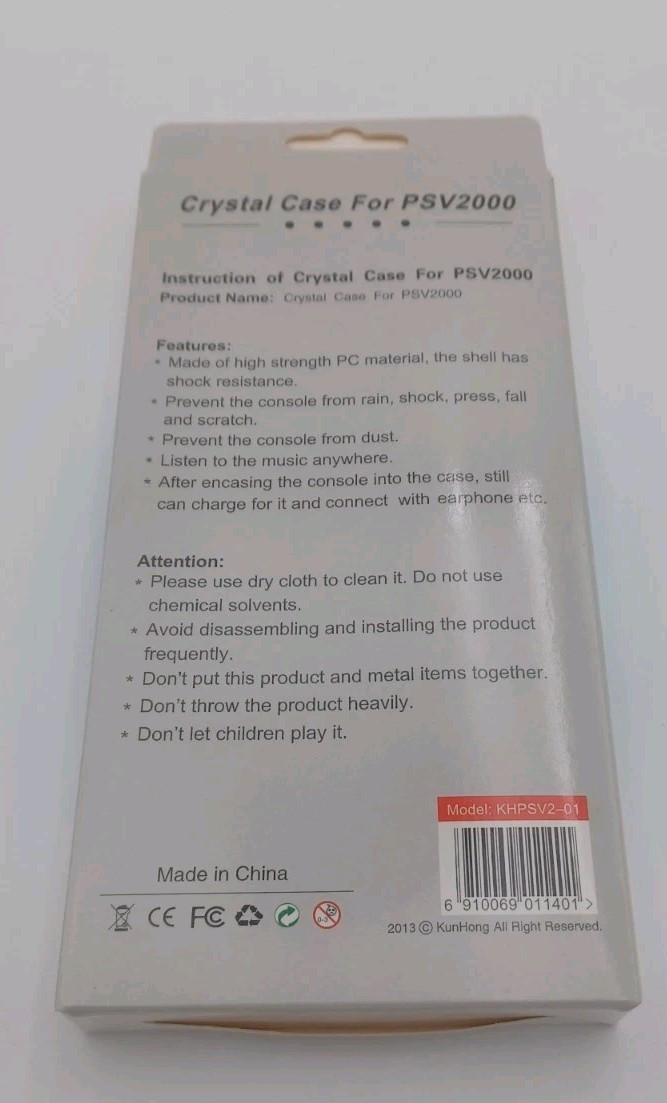 Crystal Case For PSV2000
Instruction of Crystal Case For PSV2000
Product Name: Crystal Case For PSV2000
Features:
* Made of high strength PC material, the shell has
shock resistance.
* Prevent the console from rain, shock, press, fall
and scratch.
* Prevent the console from dust.
* Listen to the music anywhere.
* After encasing the console into the case, still
can charge for it and connect with earphone etc.
Attention:
* Please use dry cloth to clean it. Do not use
chemical solvents.
* Avoid disassembling and installing the product
frequently.
* Don't put this product and metal items together.
* Don't throw the product heavily.
* Don't let children play it.
Model: KHPSV2-01
6 910069 011401 >
Made in China
CE FC 0-3
2013 © KunHong All Right Reserved.